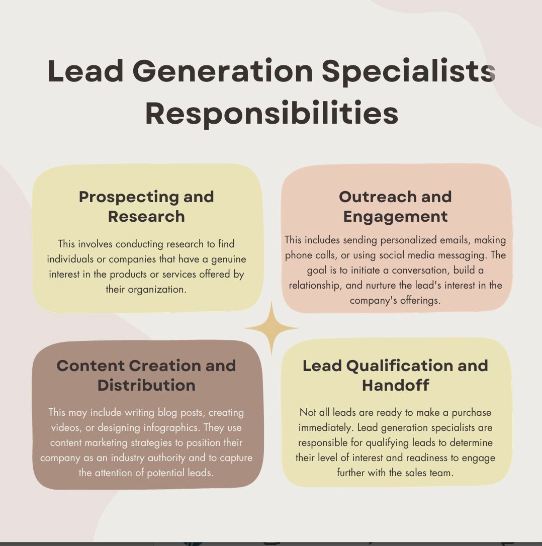 Lead Generation Specialists
Responsibilities
Prospecting and
Research
This involves conducting research to find
individuals or companies that have a genuine
interest in the products or services offered by
their organization.
Outreach and
Engagement
This includes sending personalized emails, making
phone calls, or using social media messaging. The
goal is to initiate a conversation, build a
relationship, and nurture the lead's interest in the
company's offerings.
Content Creation and
Distribution
This may include writing blog posts, creating
videos, or designing infographics. They use
content marketing strategies to position their
company as an industry authority and to capture
the attention of potential leads.
Lead Qualification and
Handoff
Not all leads are ready to make a purchase
immediately. Lead generation specialists are
responsible for qualifying leads to determine
their level of interest and readiness to engage
further with the sales team.